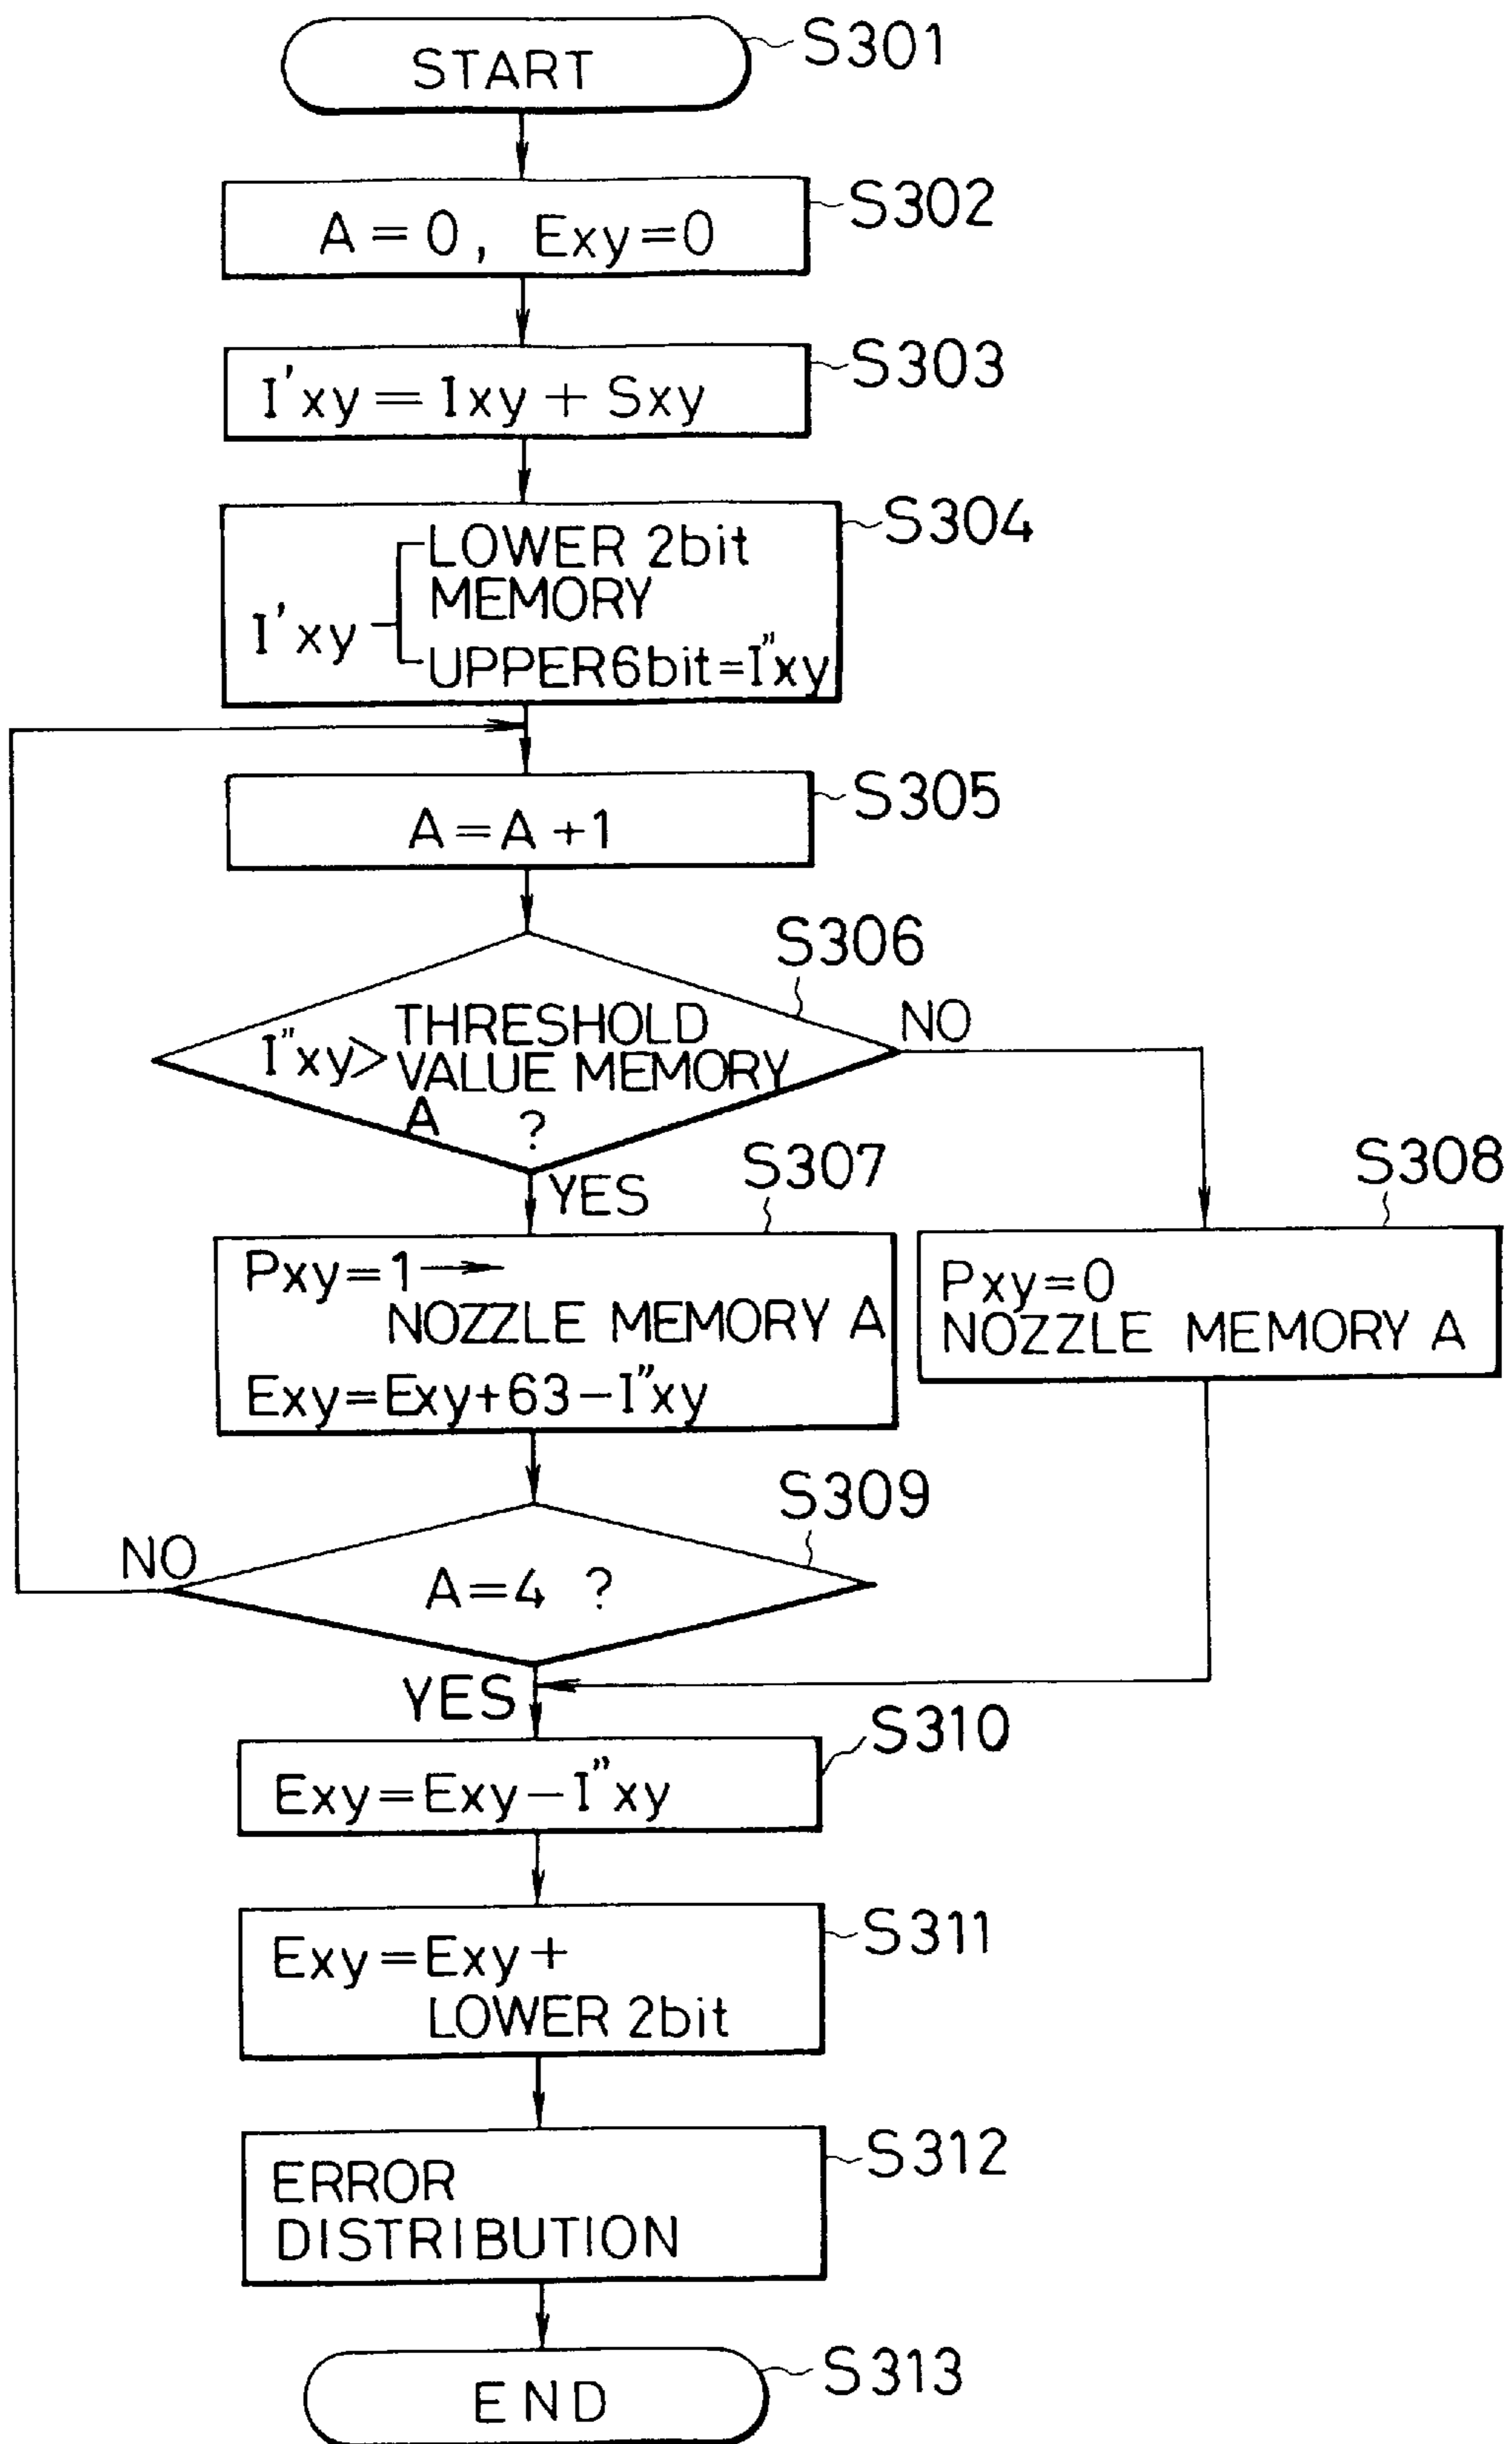 START
S301
A=0, Exy=0
S302
I'xy=Ixy+Sxy
S303
S304
LOWER 2bit
MEMORY
I'xy
UPPER6bit=I"xy
A=A+1
S305
S306
NO
THRESHOLD
I"xy> VALUE MEMORY
A ?
YES
S307
S308
Pxy=1→
NOZZLE MEMORY A
Exy=Exy+63-I"xy
Pxy=0
NOZZLE MEMORY A
S309
NO
A=4 ?
YES
S310
Exy=Exy-I"xy
S311
Exy=Exy+
LOWER 2bit
S312
ERROR
DISTRIBUTION
S313
END